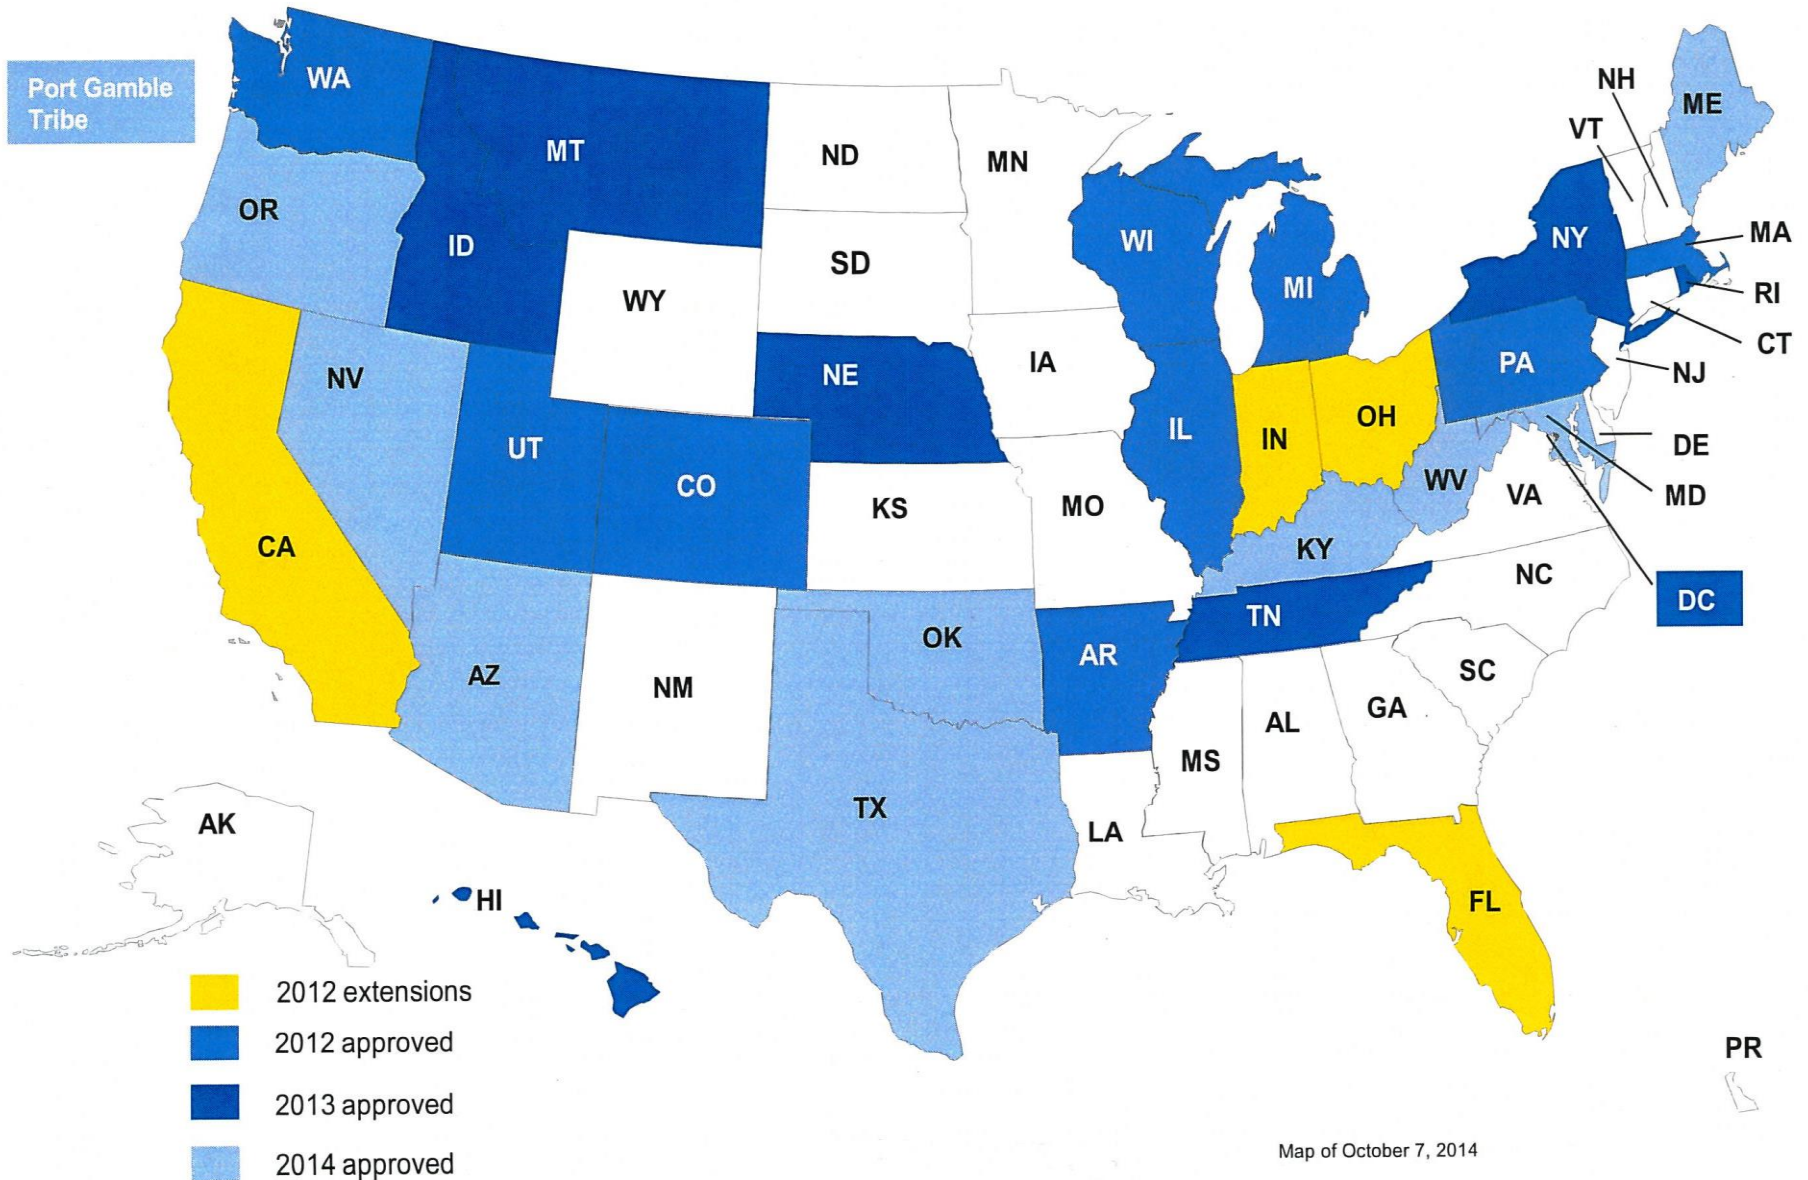 Port Gamble
Tribe
WA
MT
ND
MN
NH
VT
ME
OR
ID
SD
WI
MI
NY
MA
RI
CT
WY
IA
PA
NJ
NV
NE
IL
IN
OH
DE
MD
UT
CO
KS
MO
KY
WV
VA
CA
NC
DC
AZ
NM
OK
AR
TN
SC
GA
AL
MS
TX
LA
AK
HI
FL
PR
2012 extensions
2012 approved
2013 approved
2014 approved
Map of October 7, 2014